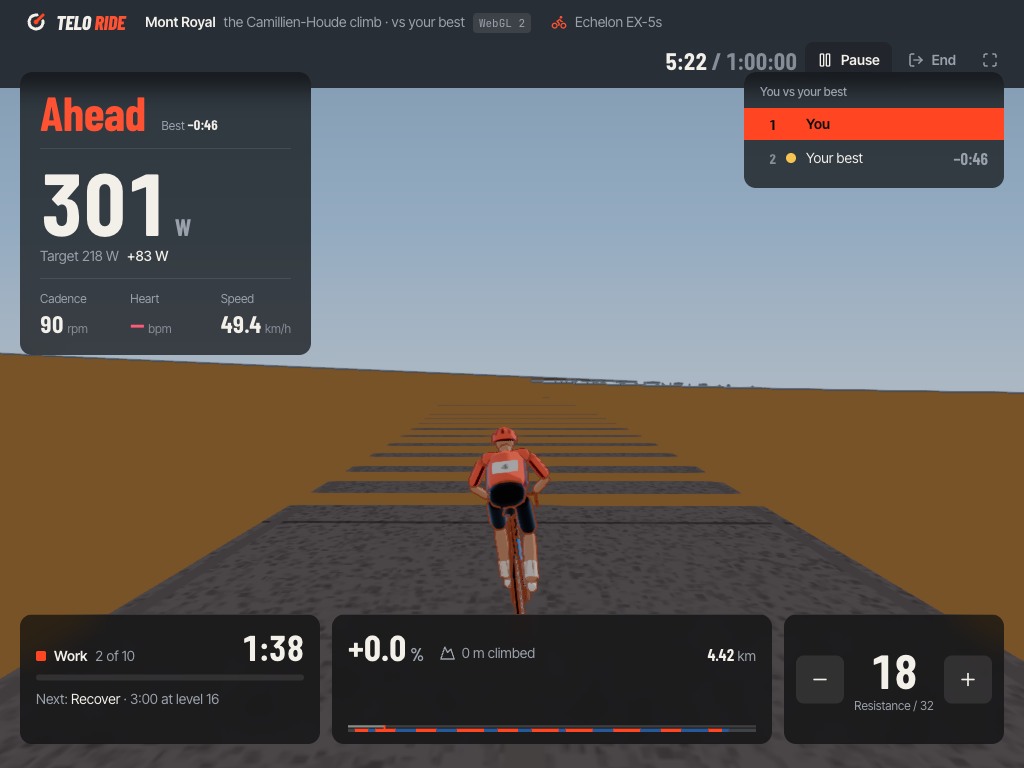 TELO RIDE Mont Royal the Camillien-Houde climb · vs your best WebGL 2 Echelon EX-5s
5:22 / 1:00:00 Pause End
Ahead Best −0:46
301 W
Target 218 W +83 W
Cadence Heart Speed
90 rpm — bpm 49.4 km/h
You vs your best
1 You
2 Your best −0:46
Work 2 of 10 1:38
Next: Recover · 3:00 at level 16
+0.0 % 0 m climbed 4.42 km
− 18 +
Resistance / 32